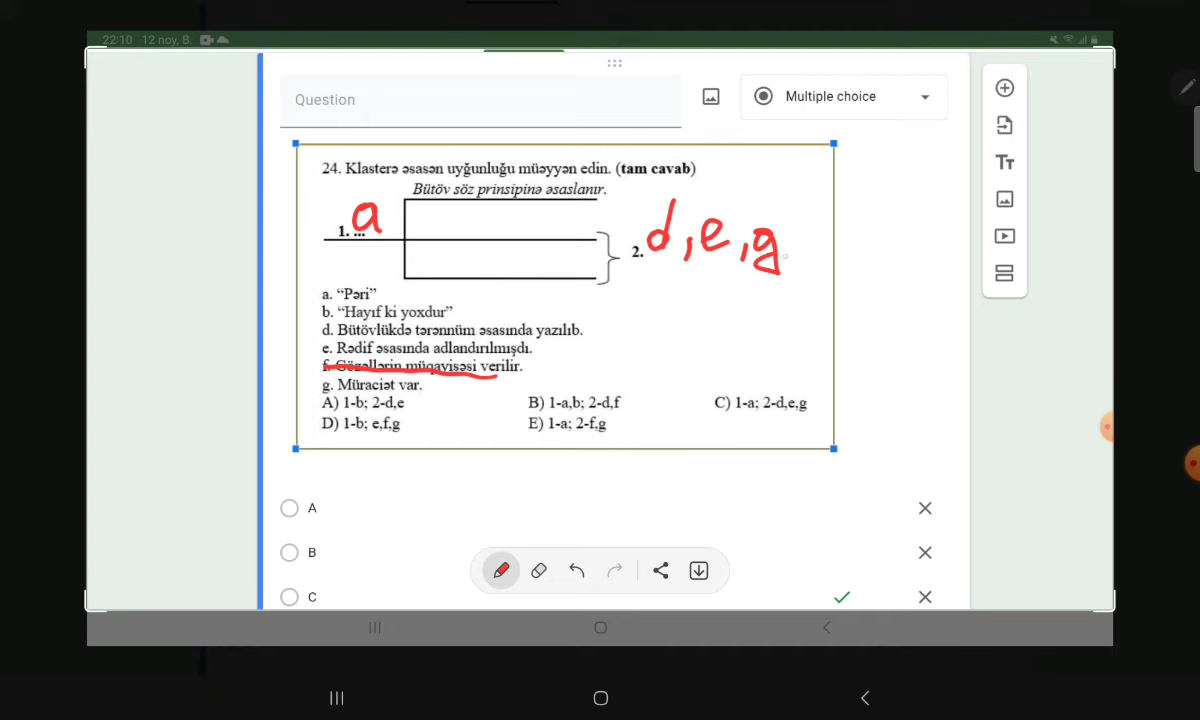 22:10 12 noy, B.
Question
Multiple choice
24. Klasterə əsasən uyğunluğu müəyyən edin. (tam cavab)
Bütöv söz prinsipinə əsaslanır.
a
1. ...
2. d,e,g
a. “Pəri”
b. “Hayıf ki yoxdur”
d. Bütövlükdə tərənnüm əsasında yazılıb.
e. Rədif əsasında adlandırılmışdı.
f. Gözəllərin müqayisəsi verilir.
g. Müraciət var.
A) 1-b; 2-d,e B) 1-a,b; 2-d,f C) 1-a; 2-d,e,g
D) 1-b; e,f,g E) 1-a; 2-f,g
A
B
C